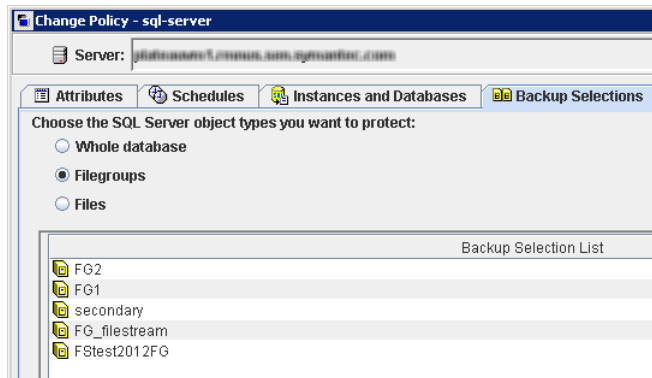 Change Policy - sql-server
Server:
Attributes Schedules Instances and Databases Backup Selections
Choose the SQL Server object types you want to protect:
Whole database
Filegroups
Files
Backup Selection List
FG2
FG1
secondary
FG_filestream
FStest2012FG